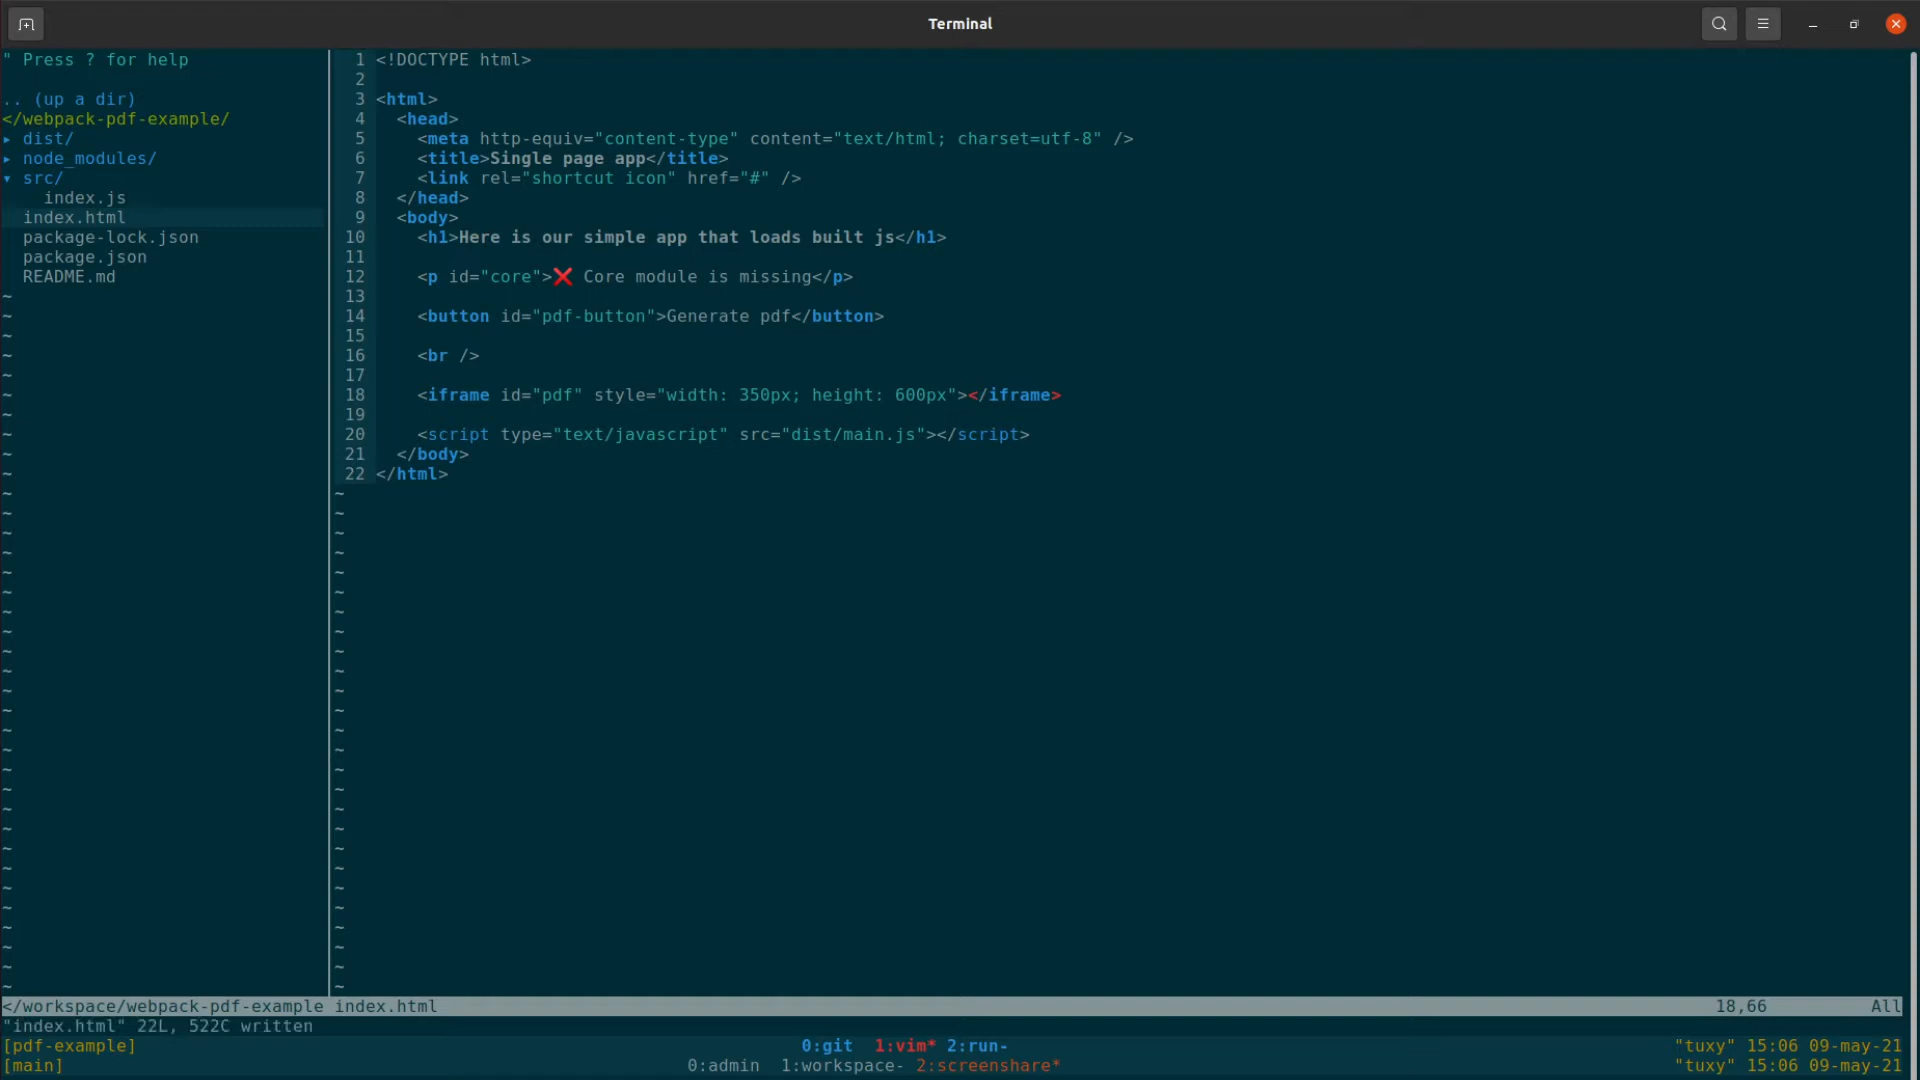 Terminal
" Press ? for help
.. (up a dir)
</webpack-pdf-example/
▸ dist/
▸ node_modules/
▾ src/
index.js
index.html
package-lock.json
package.json
README.md
1 <!DOCTYPE html>
2
3 <html>
4 <head>
5 <meta http-equiv="content-type" content="text/html; charset=utf-8" />
6 <title>Single page app</title>
7 <link rel="shortcut icon" href="#" />
8 </head>
9 <body>
10 <h1>Here is our simple app that loads built js</h1>
11
12 <p id="core">❌ Core module is missing</p>
13
14 <button id="pdf-button">Generate pdf</button>
15
16 <br />
17
18 <iframe id="pdf" style="width: 350px; height: 600px"></iframe>
19
20 <script type="text/javascript" src="dist/main.js"></script>
21 </body>
22 </html>
</workspace/webpack-pdf-example index.html 18,66 All
"index.html" 22L, 522C written
[pdf-example] 0:git 1:vim* 2:run- "tuxy" 15:06 09-may-21
[main] 0:admin 1:workspace- 2:screenshare* "tuxy" 15:06 09-may-21